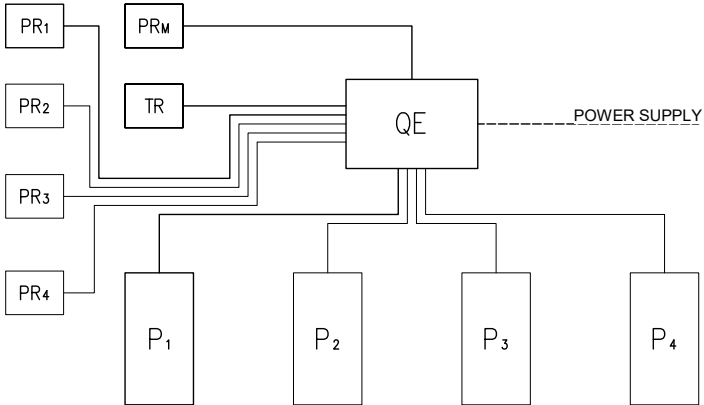 PR1
PRM
PR2
TR
QE
POWER SUPPLY
PR3
PR4
P1
P2
P3
P4